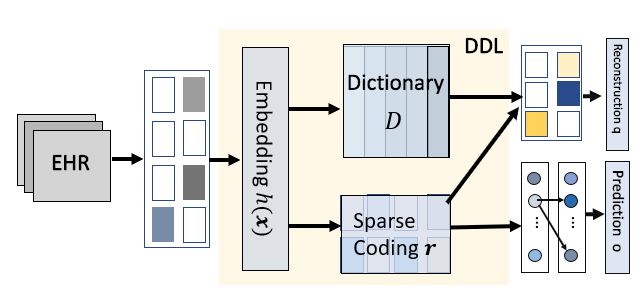 DDL
EHR
Embedding h(x)
Dictionary
D
Sparse
Coding r
Reconstruction q
Prediction o